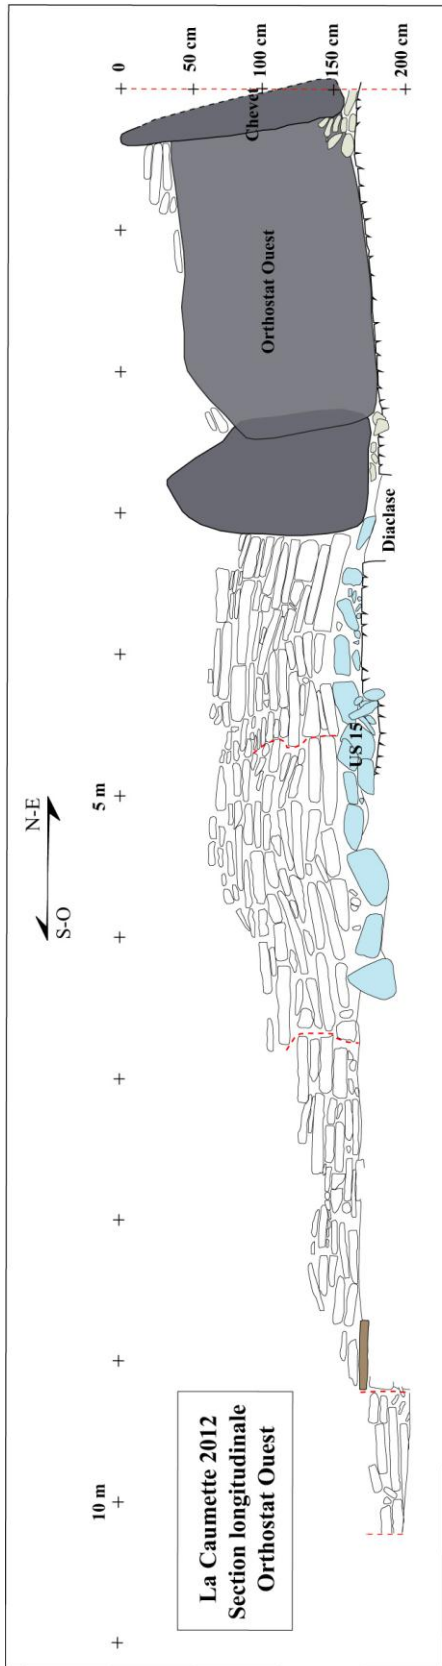 La Caumette 2012
Section longitudinale
Orthostat Ouest
10 m
5 m
S-O
N-E
0
50 cm
100 cm
150 cm
200 cm
Chevet
Orthostat Ouest
Diaclase
US 15